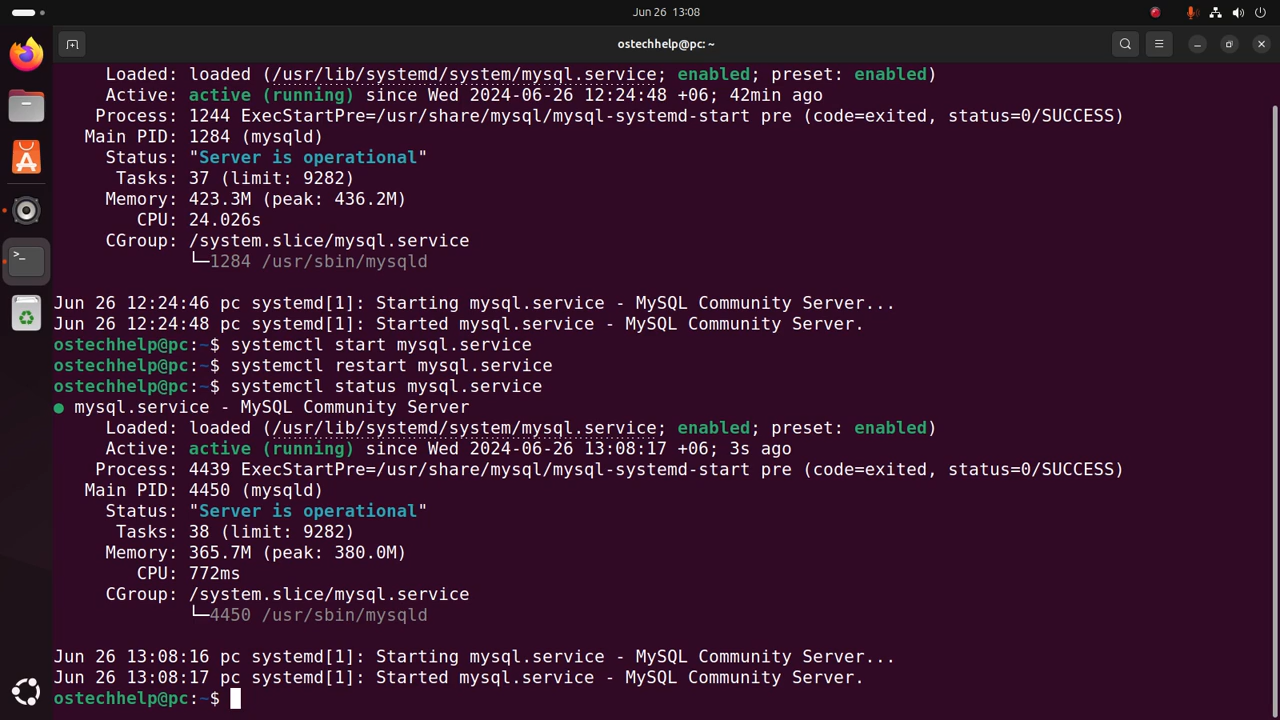 Jun 26 13:08
ostechhelp@pc: ~
Loaded: loaded (/usr/lib/systemd/system/mysql.service; enabled; preset: enabled)
Active: active (running) since Wed 2024-06-26 12:24:48 +06; 42min ago
Process: 1244 ExecStartPre=/usr/share/mysql/mysql-systemd-start pre (code=exited, status=0/SUCCESS)
Main PID: 1284 (mysqld)
Status: "Server is operational"
Tasks: 37 (limit: 9282)
Memory: 423.3M (peak: 436.2M)
CPU: 24.026s
CGroup: /system.slice/mysql.service
└─1284 /usr/sbin/mysqld
Jun 26 12:24:46 pc systemd[1]: Starting mysql.service - MySQL Community Server...
Jun 26 12:24:48 pc systemd[1]: Started mysql.service - MySQL Community Server.
ostechhelp@pc:~$ systemctl start mysql.service
ostechhelp@pc:~$ systemctl restart mysql.service
ostechhelp@pc:~$ systemctl status mysql.service
● mysql.service - MySQL Community Server
Loaded: loaded (/usr/lib/systemd/system/mysql.service; enabled; preset: enabled)
Active: active (running) since Wed 2024-06-26 13:08:17 +06; 3s ago
Process: 4439 ExecStartPre=/usr/share/mysql/mysql-systemd-start pre (code=exited, status=0/SUCCESS)
Main PID: 4450 (mysqld)
Status: "Server is operational"
Tasks: 38 (limit: 9282)
Memory: 365.7M (peak: 380.0M)
CPU: 772ms
CGroup: /system.slice/mysql.service
└─4450 /usr/sbin/mysqld
Jun 26 13:08:16 pc systemd[1]: Starting mysql.service - MySQL Community Server...
Jun 26 13:08:17 pc systemd[1]: Started mysql.service - MySQL Community Server.
ostechhelp@pc:~$